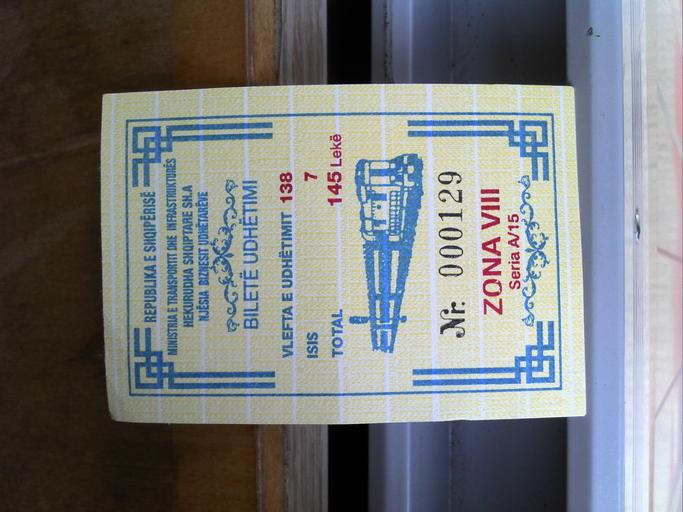 REPUBLIKA E SHQIPËRISË
MINISTRIA E TRANSPORTIT DHE INFRASTRUKTURËS
HEKURUDHA SHQIPTARE SH.A
NJËSIA BIZNESIT UDHËTARËVE
BILETË UDHËTIMI
VLEFTA E UDHËTIMIT 138
ISIS 7
TOTAL 145 Lekë
Nr. 000129
ZONA VIII
Seria A/15